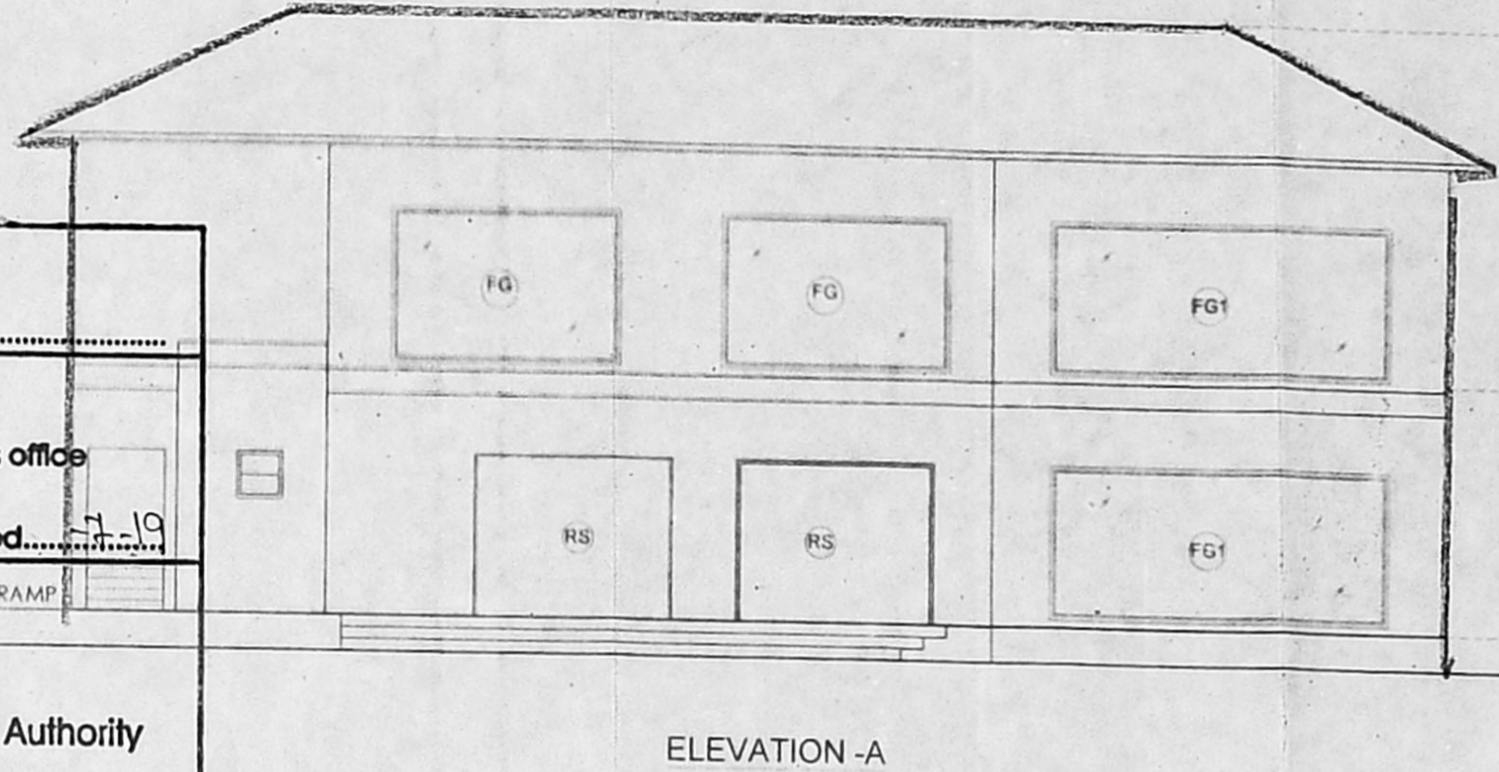 FG FG FG1
office
RS RS FG1
-7-19
RAMP
Authority
ELEVATION -A